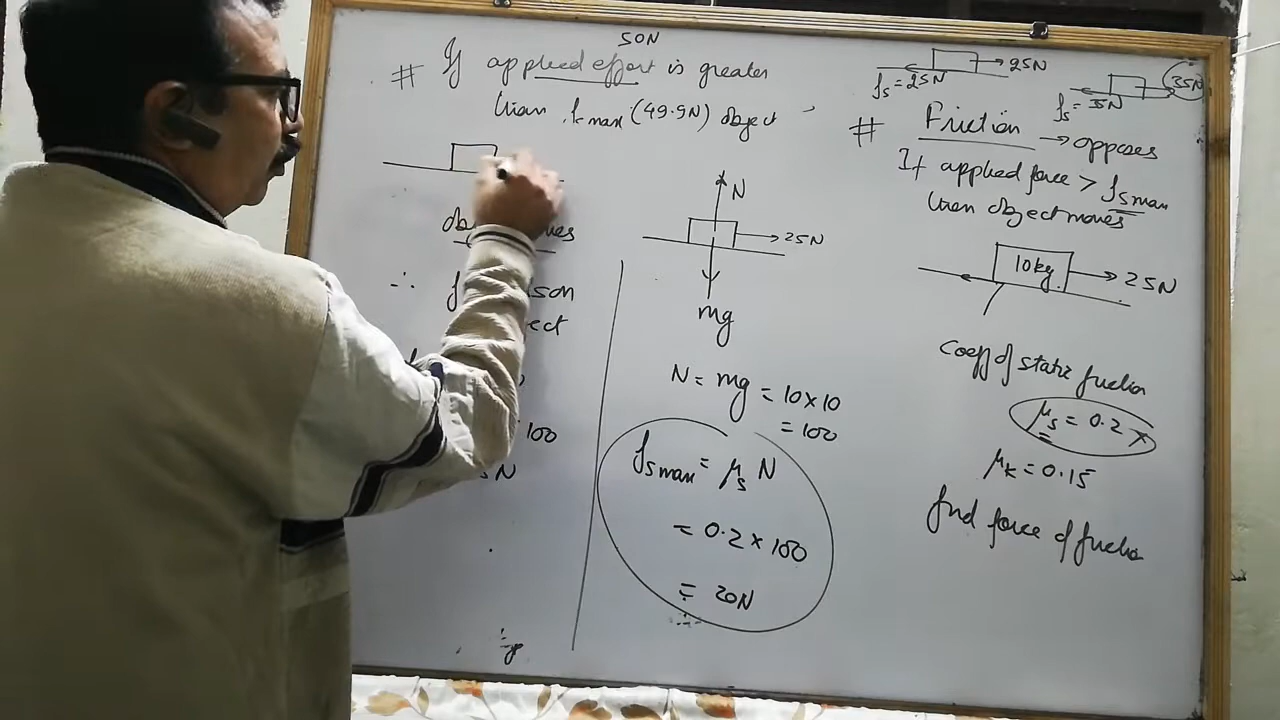 50N
# If applied effort is greater
than fs max (49.9N) object
∴
100
N
N
25N
mg
N = mg = 10 × 10
= 100
fs max = μs N
= 0.2 × 100
= 20N
25N
fs = 25N
35N
fs = 35N
# Friction → opposes
If applied force > fs max
then object moves
10kg
25N
coeff of static friction
μs = 0.2
μk = 0.15
find force of friction